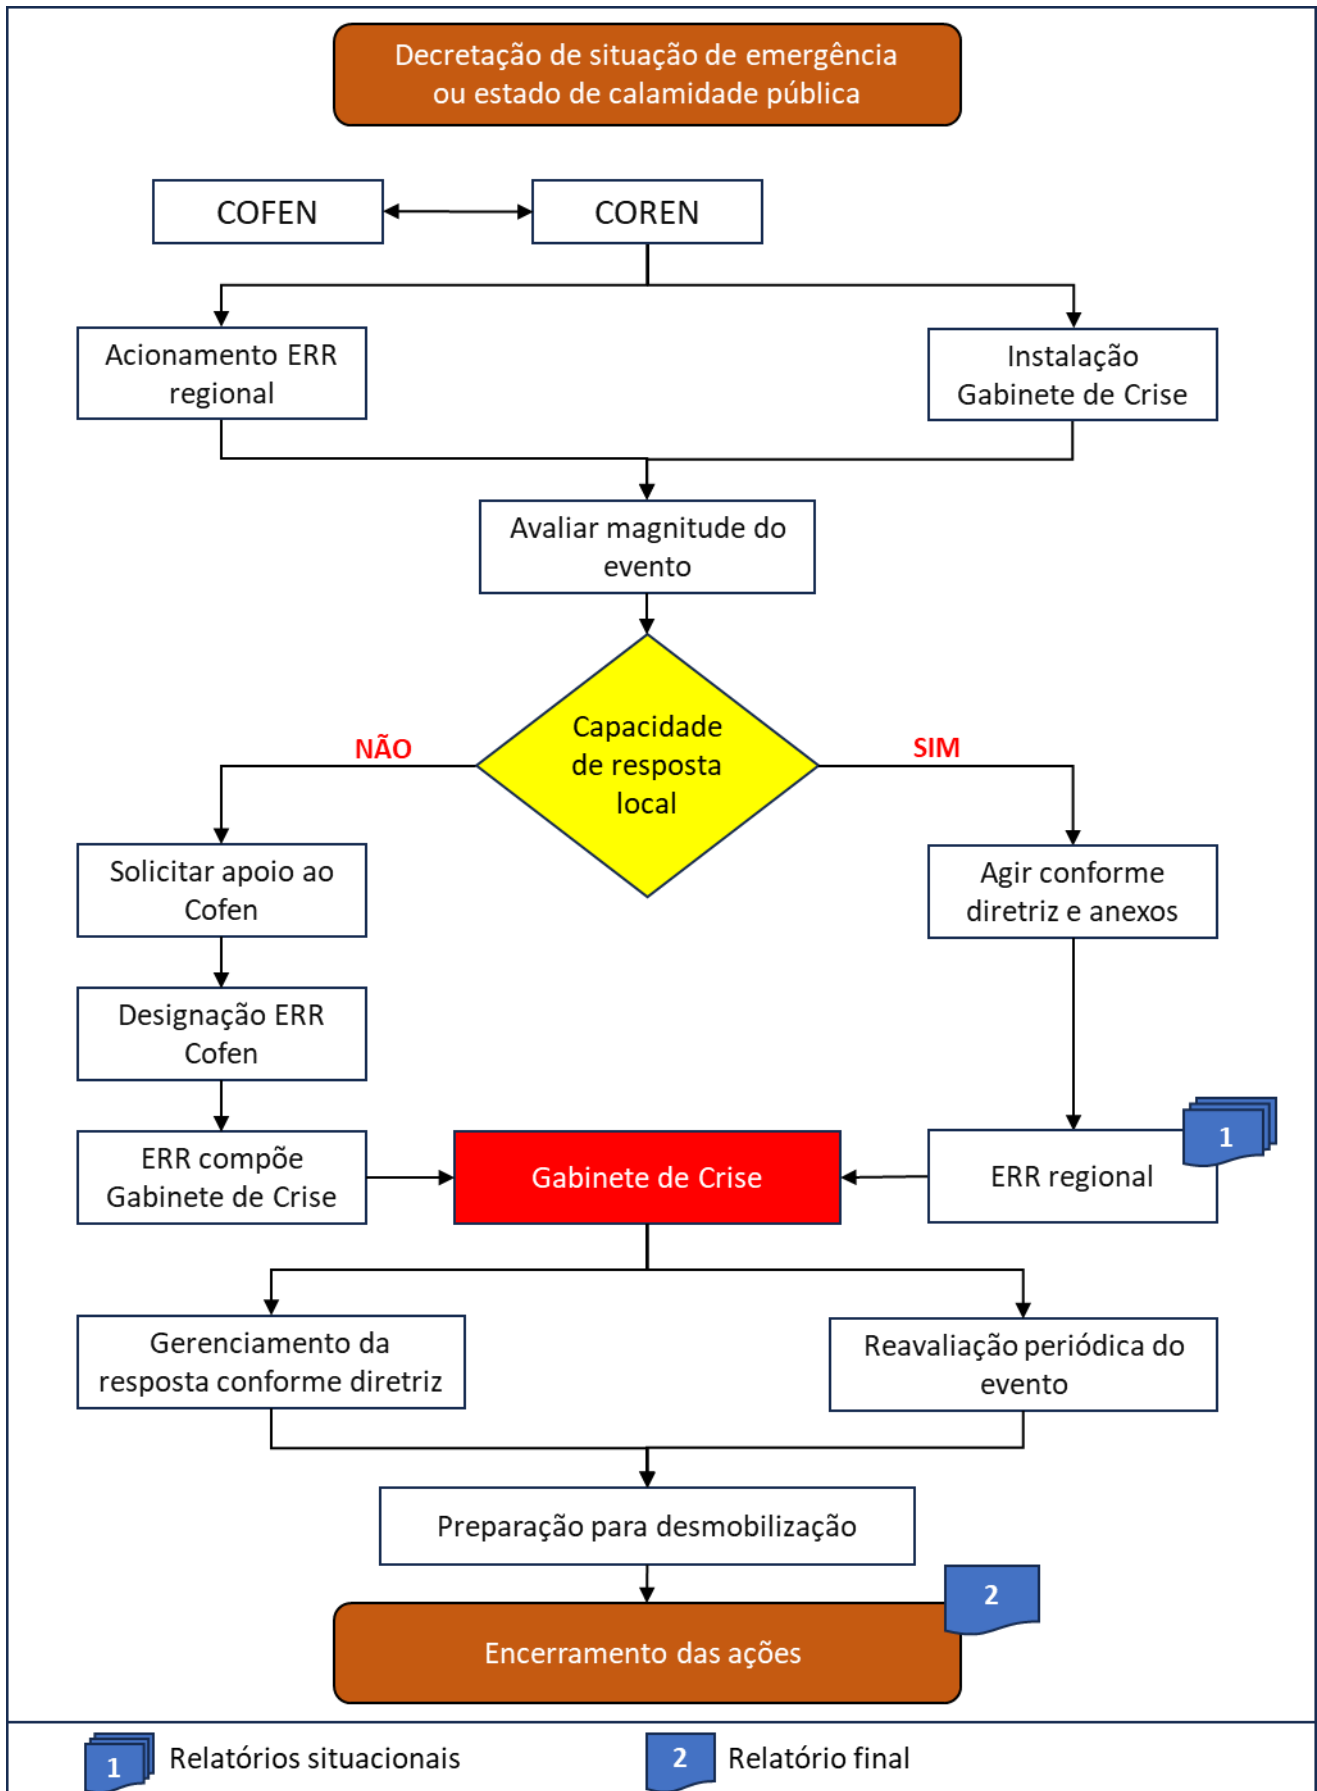 Decretação de situação de emergência
ou estado de calamidade pública
COFEN
COREN
Acionamento ERR
regional
Instalação
Gabinete de Crise
Avaliar magnitude do
evento
Capacidade
de resposta
local
NÃO
SIM
Solicitar apoio ao
Cofen
Agir conforme
diretriz e anexos
Designação ERR
Cofen
ERR compõe
Gabinete de Crise
Gabinete de Crise
ERR regional
1
Gerenciamento da
resposta conforme diretriz
Reavaliação periódica do
evento
Preparação para desmobilização
2
Encerramento das ações
1 Relatórios situacionais
2 Relatório final